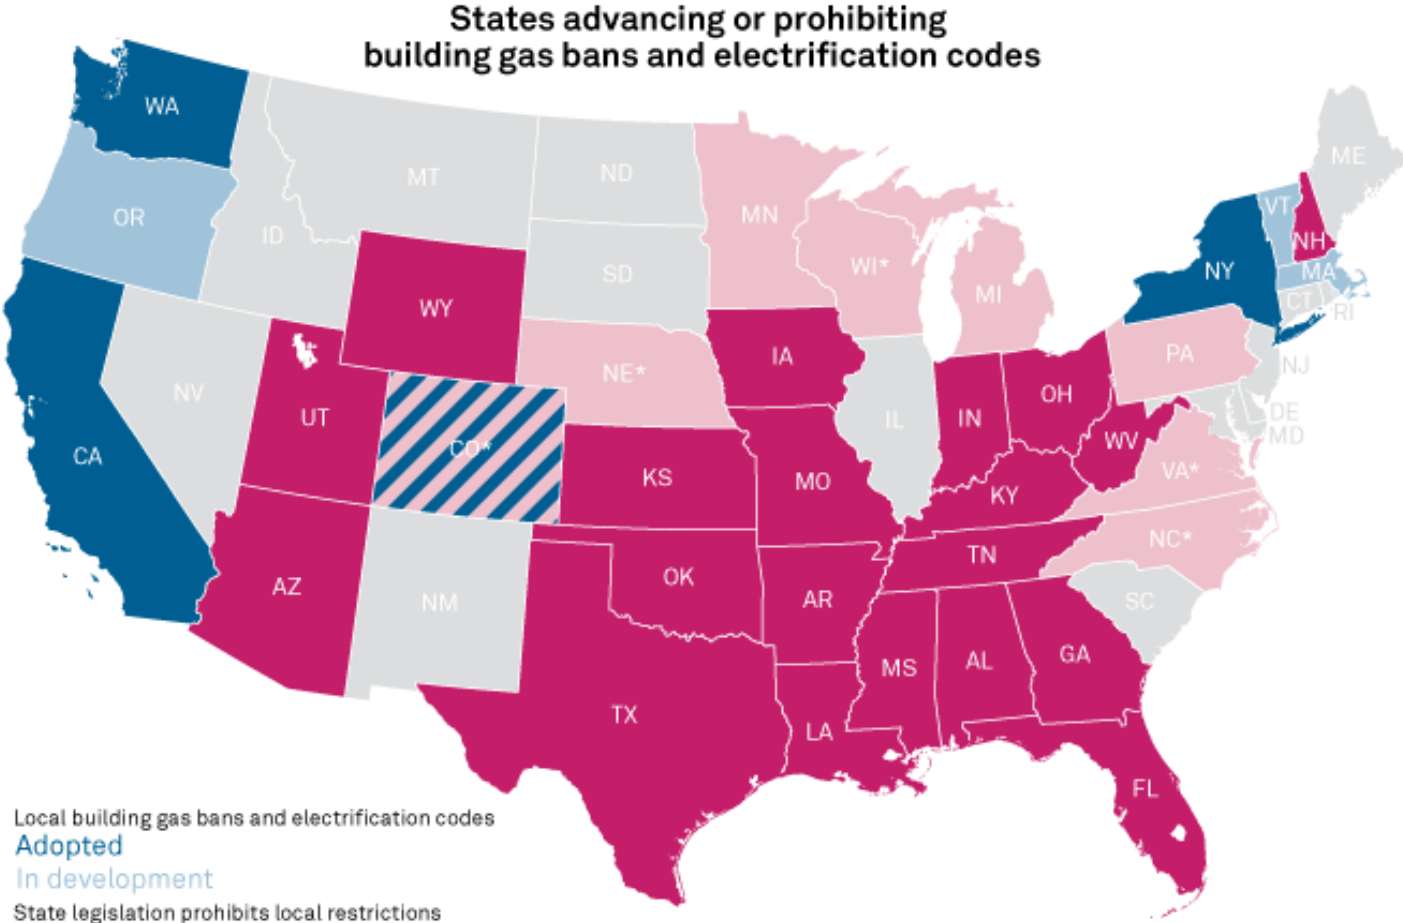 States advancing or prohibiting
building gas bans and electrification codes
WA
MT
ND
ME
OR
ID
MN
VT
NH
SD
WI*
MI
NY
MA
CT
RI
WY
NE*
IA
PA
NJ
NV
UT
CO*
IL
IN
OH
DE
MD
CA
KS
MO
WV
VA*
KY
AZ
NM
OK
AR
TN
NC*
SC
TX
LA
MS
AL
GA
FL
Local building gas bans and electrification codes
Adopted
In development
State legislation prohibits local restrictions